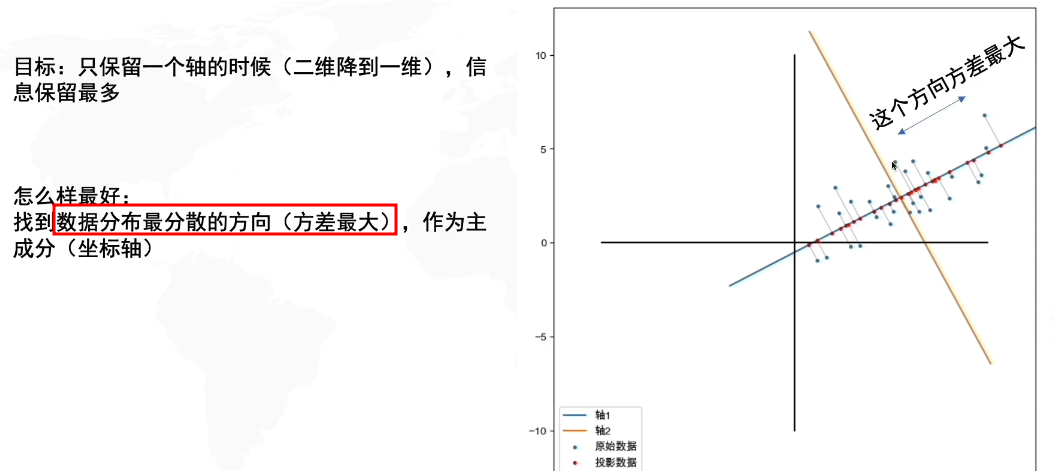 目标：只保留一个轴的时候（二维降到一维），信
息保留最多
怎么样最好：
找到数据分布最分散的方向（方差最大），作为主
成分（坐标轴）
这个方向方差最大
10
5
0
−5
−10
轴1
轴2
原始数据
投影数据